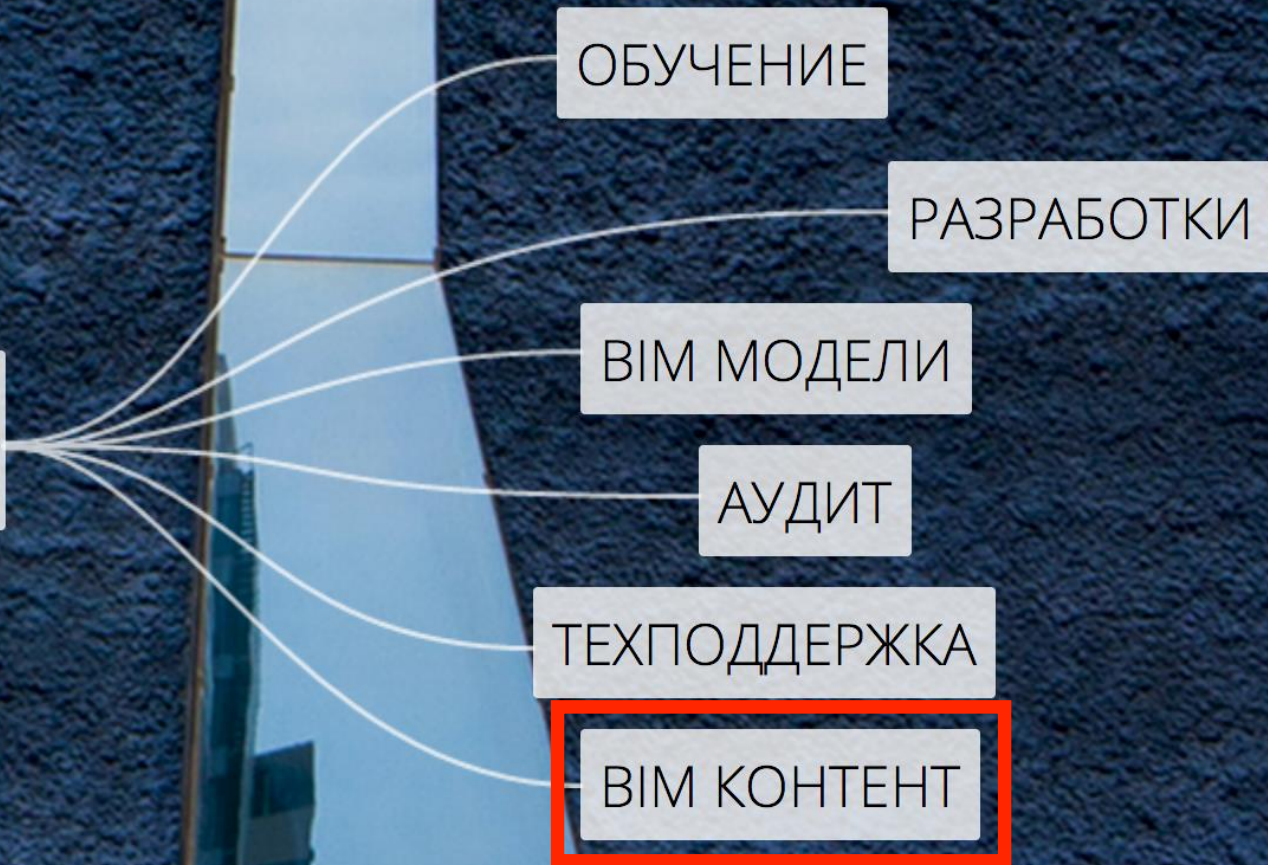 ОБУЧЕНИЕ
РАЗРАБОТКИ
BIM МОДЕЛИ
АУДИТ
ТЕХПОДДЕРЖКА
BIM КОНТЕНТ